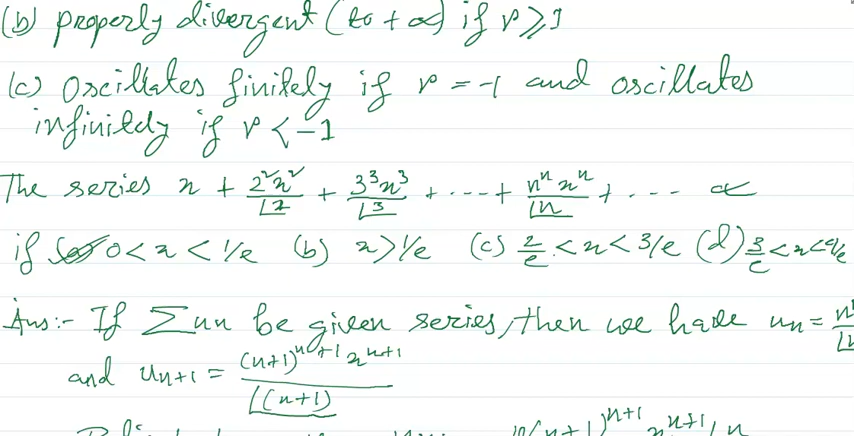 (b) properly divergent (to + ∝) if r ≥ 1
(c) Oscillates finitely if r = -1 and oscillates
infinitely if r < -1
The series x + 2²x²/⌊2 + 3³x³/⌊3 + ---- + nⁿxⁿ/⌊n + --- ∝
if 0 < x < 1/e (b) x > 1/e (c) 2/e < x < 3/e (d) 3/e < x < 4/e
Ans:- If Σun be given series, then we have un =
and un+1 = (n+1)ⁿ⁺¹ xⁿ⁺¹/⌊(n+1)